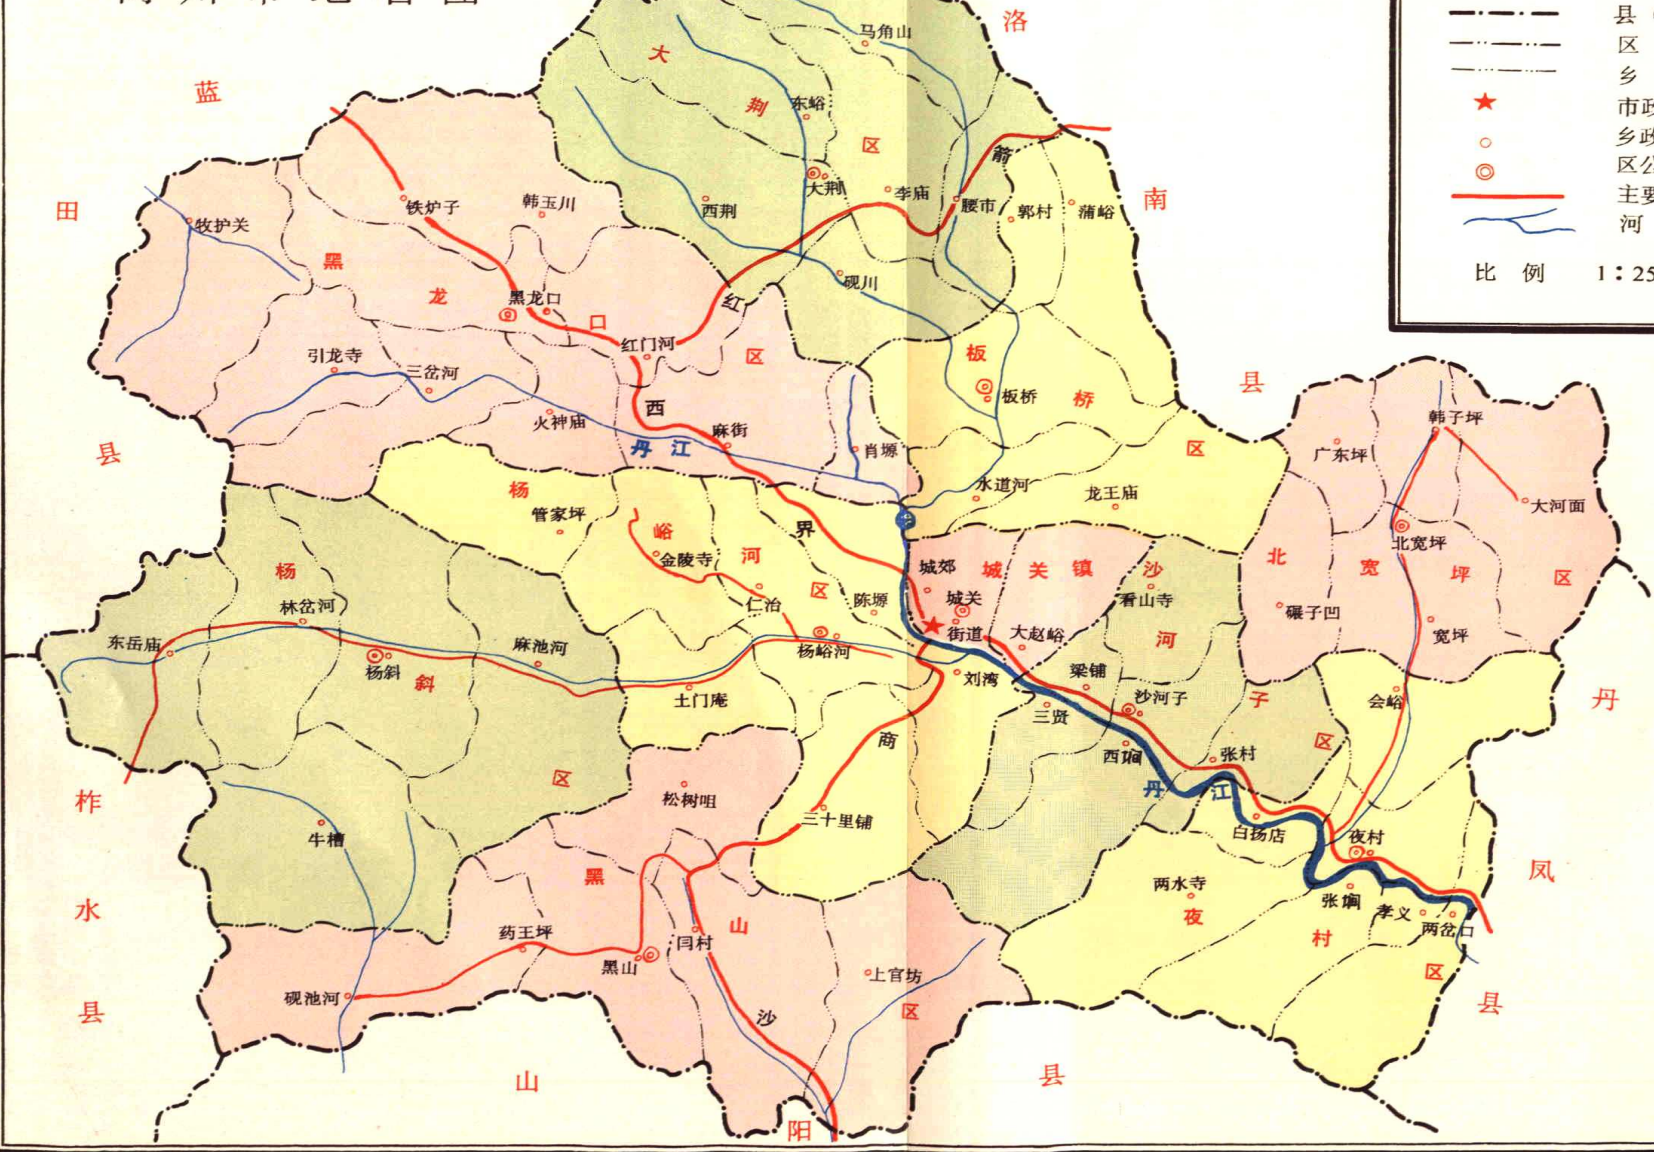 洛
蓝
田
县
南
县
丹
凤
县
柞
水
县
山
阳
县
县
区
乡
市政
乡政
区公
主要
河
比 例 1：25
大荆区
马角山
东峪
大荆
西荆
李庙
腰市
砚川
箭
郭村
蒲峪
铁炉子
韩玉川
牧护关
黑龙口区
黑龙口
红
红门河
引龙寺
三岔河
火神庙
西
麻街
丹江
肖塬
板桥区
板桥
水道河
龙王庙
韩子坪
广东坪
大河面
北宽坪
北宽坪区
碾子凹
宽坪
杨峪河区
管家坪
金陵寺
界
仁治
陈塬
杨峪河
土门庵
城郊
城关镇
城关
街道
大赵峪
刘湾
沙河子区
看山寺
梁铺
沙河子
三贤
西涧
张村
丹江
会峪
杨斜区
林岔河
东岳庙
杨斜
麻池河
牛槽
商
三十里铺
松树咀
黑山区
药王坪
黑山
闫村
砚池河
上官坊
沙
白扬店
夜村
两水寺
张涧
孝义
两岔口
夜村区